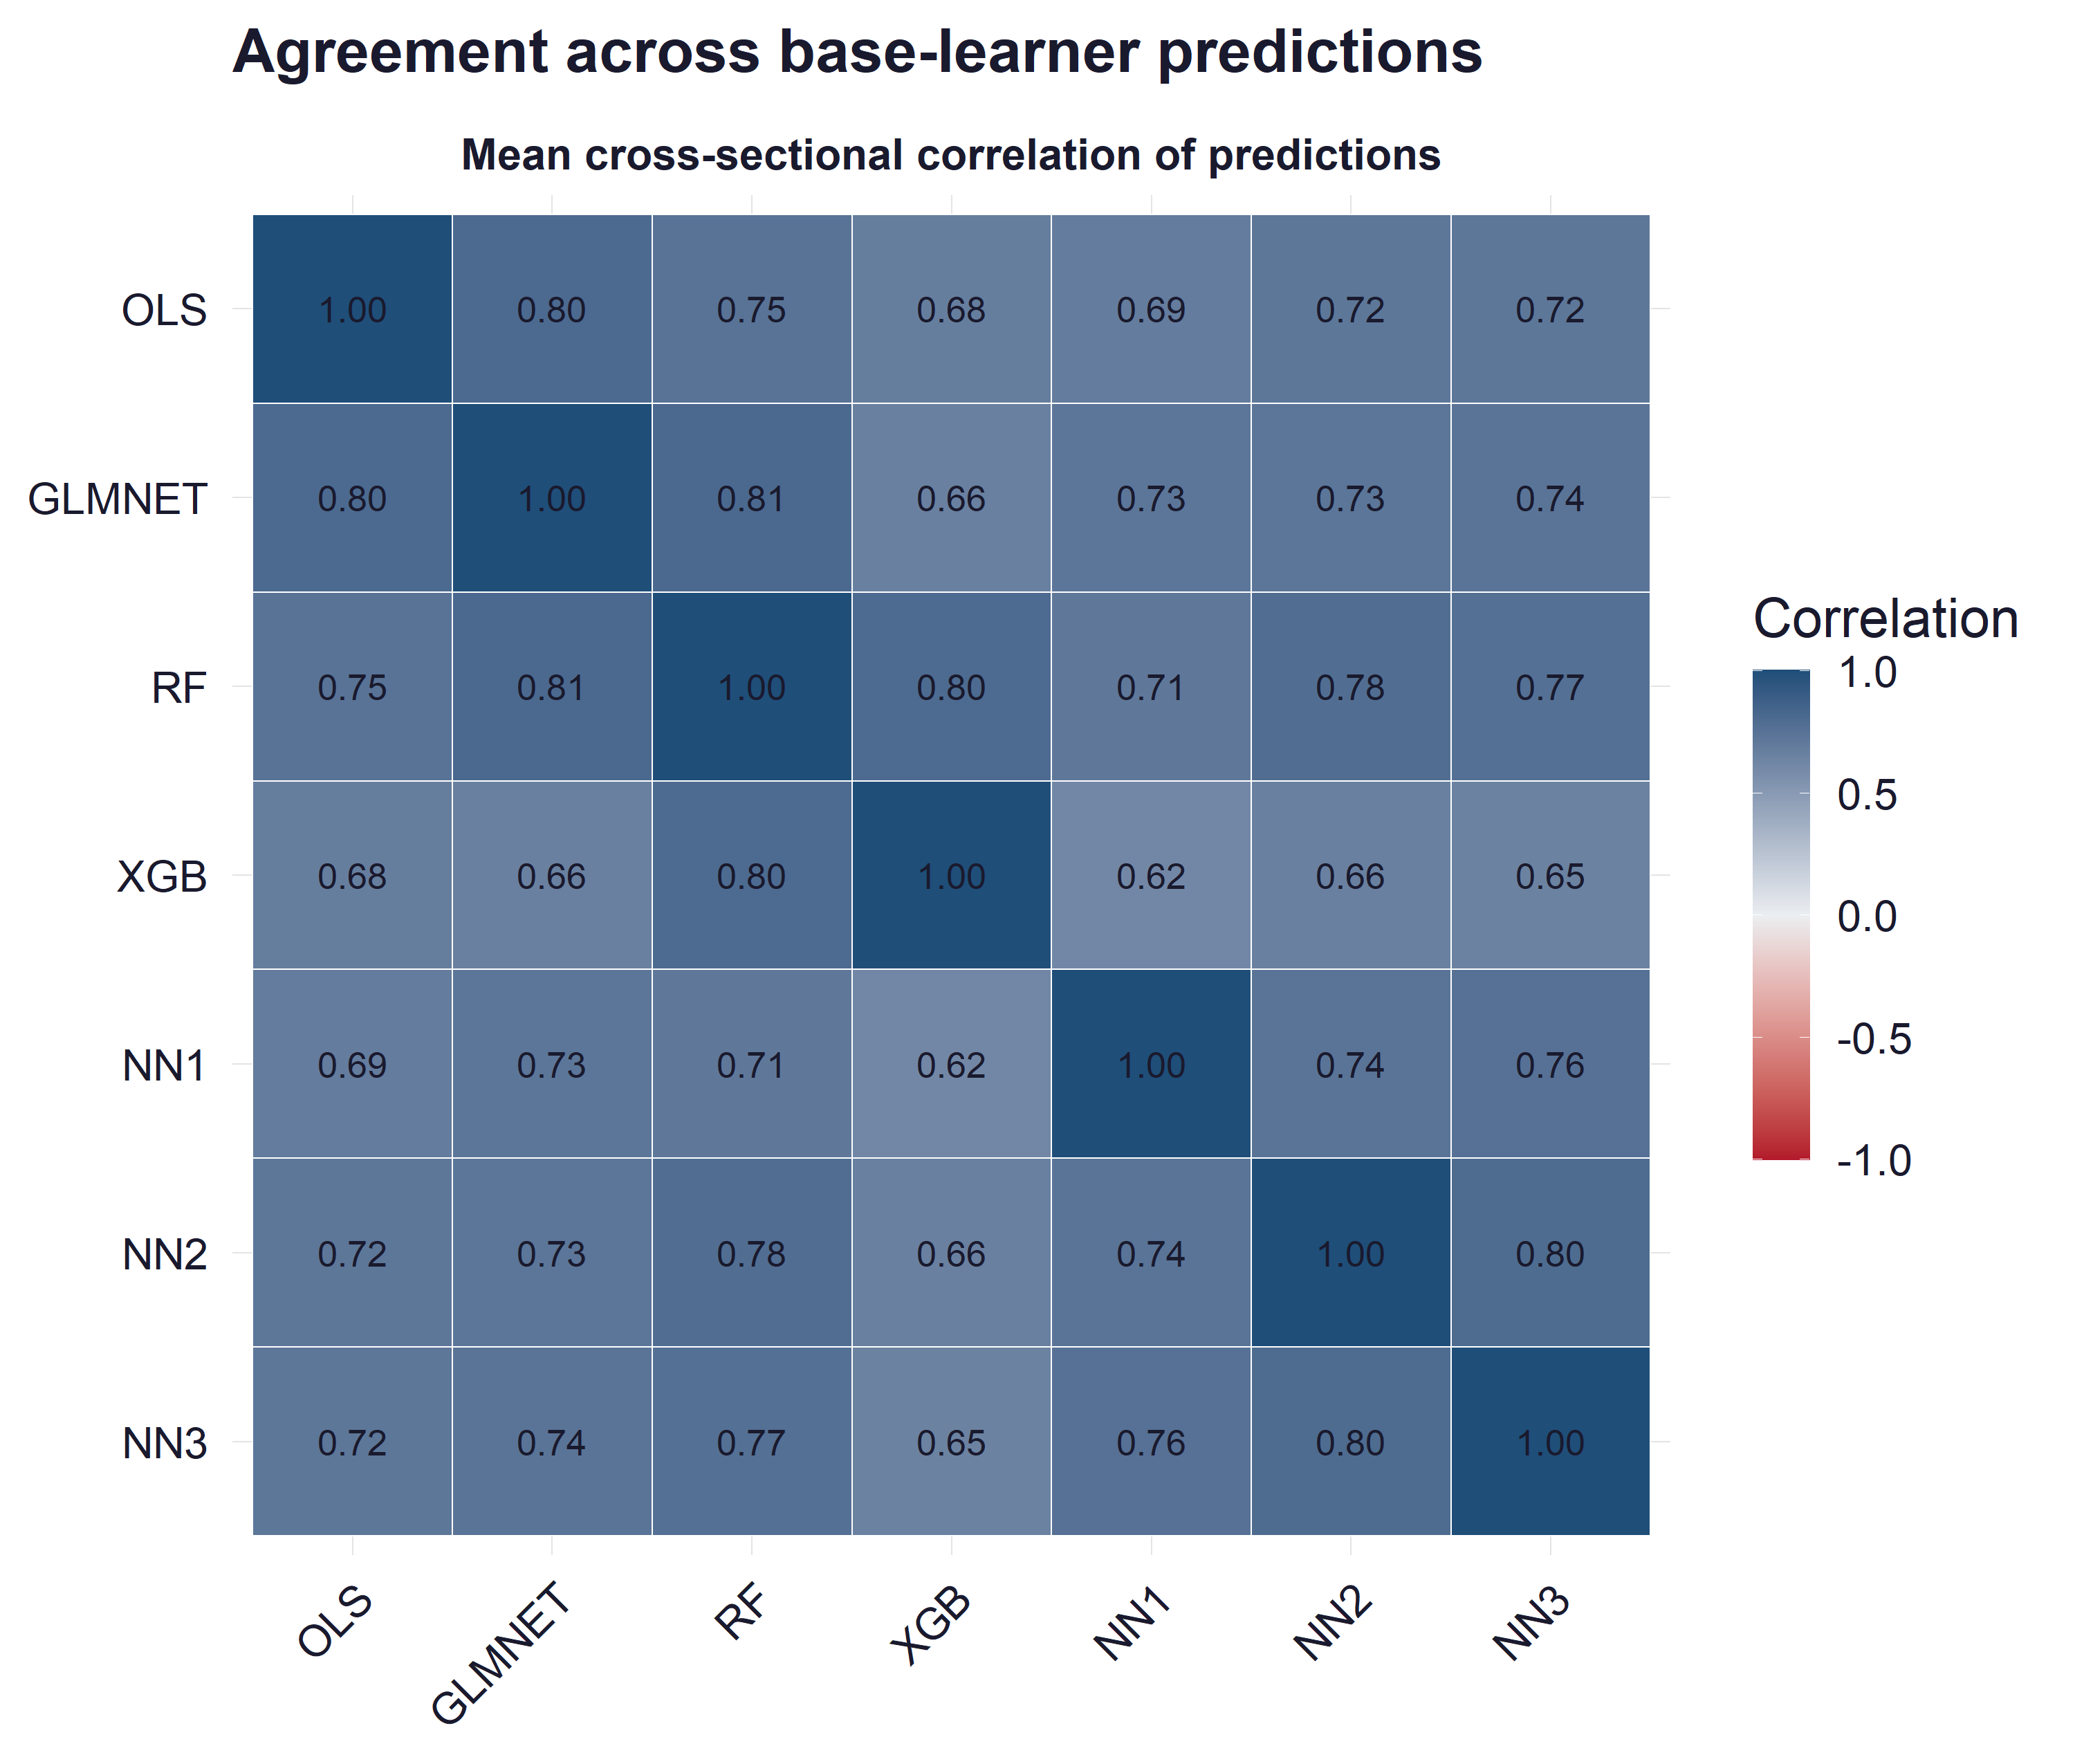 Agreement across base-learner predictions
Mean cross-sectional correlation of predictions
OLS 1.00 0.80 0.75 0.68 0.69 0.72 0.72
GLMNET 0.80 1.00 0.81 0.66 0.73 0.73 0.74
RF 0.75 0.81 1.00 0.80 0.71 0.78 0.77
XGB 0.68 0.66 0.80 1.00 0.62 0.66 0.65
NN1 0.69 0.73 0.71 0.62 1.00 0.74 0.76
NN2 0.72 0.73 0.78 0.66 0.74 1.00 0.80
NN3 0.72 0.74 0.77 0.65 0.76 0.80 1.00
OLS GLMNET RF XGB NN1 NN2 NN3
Correlation
1.0
0.5
0.0
-0.5
-1.0